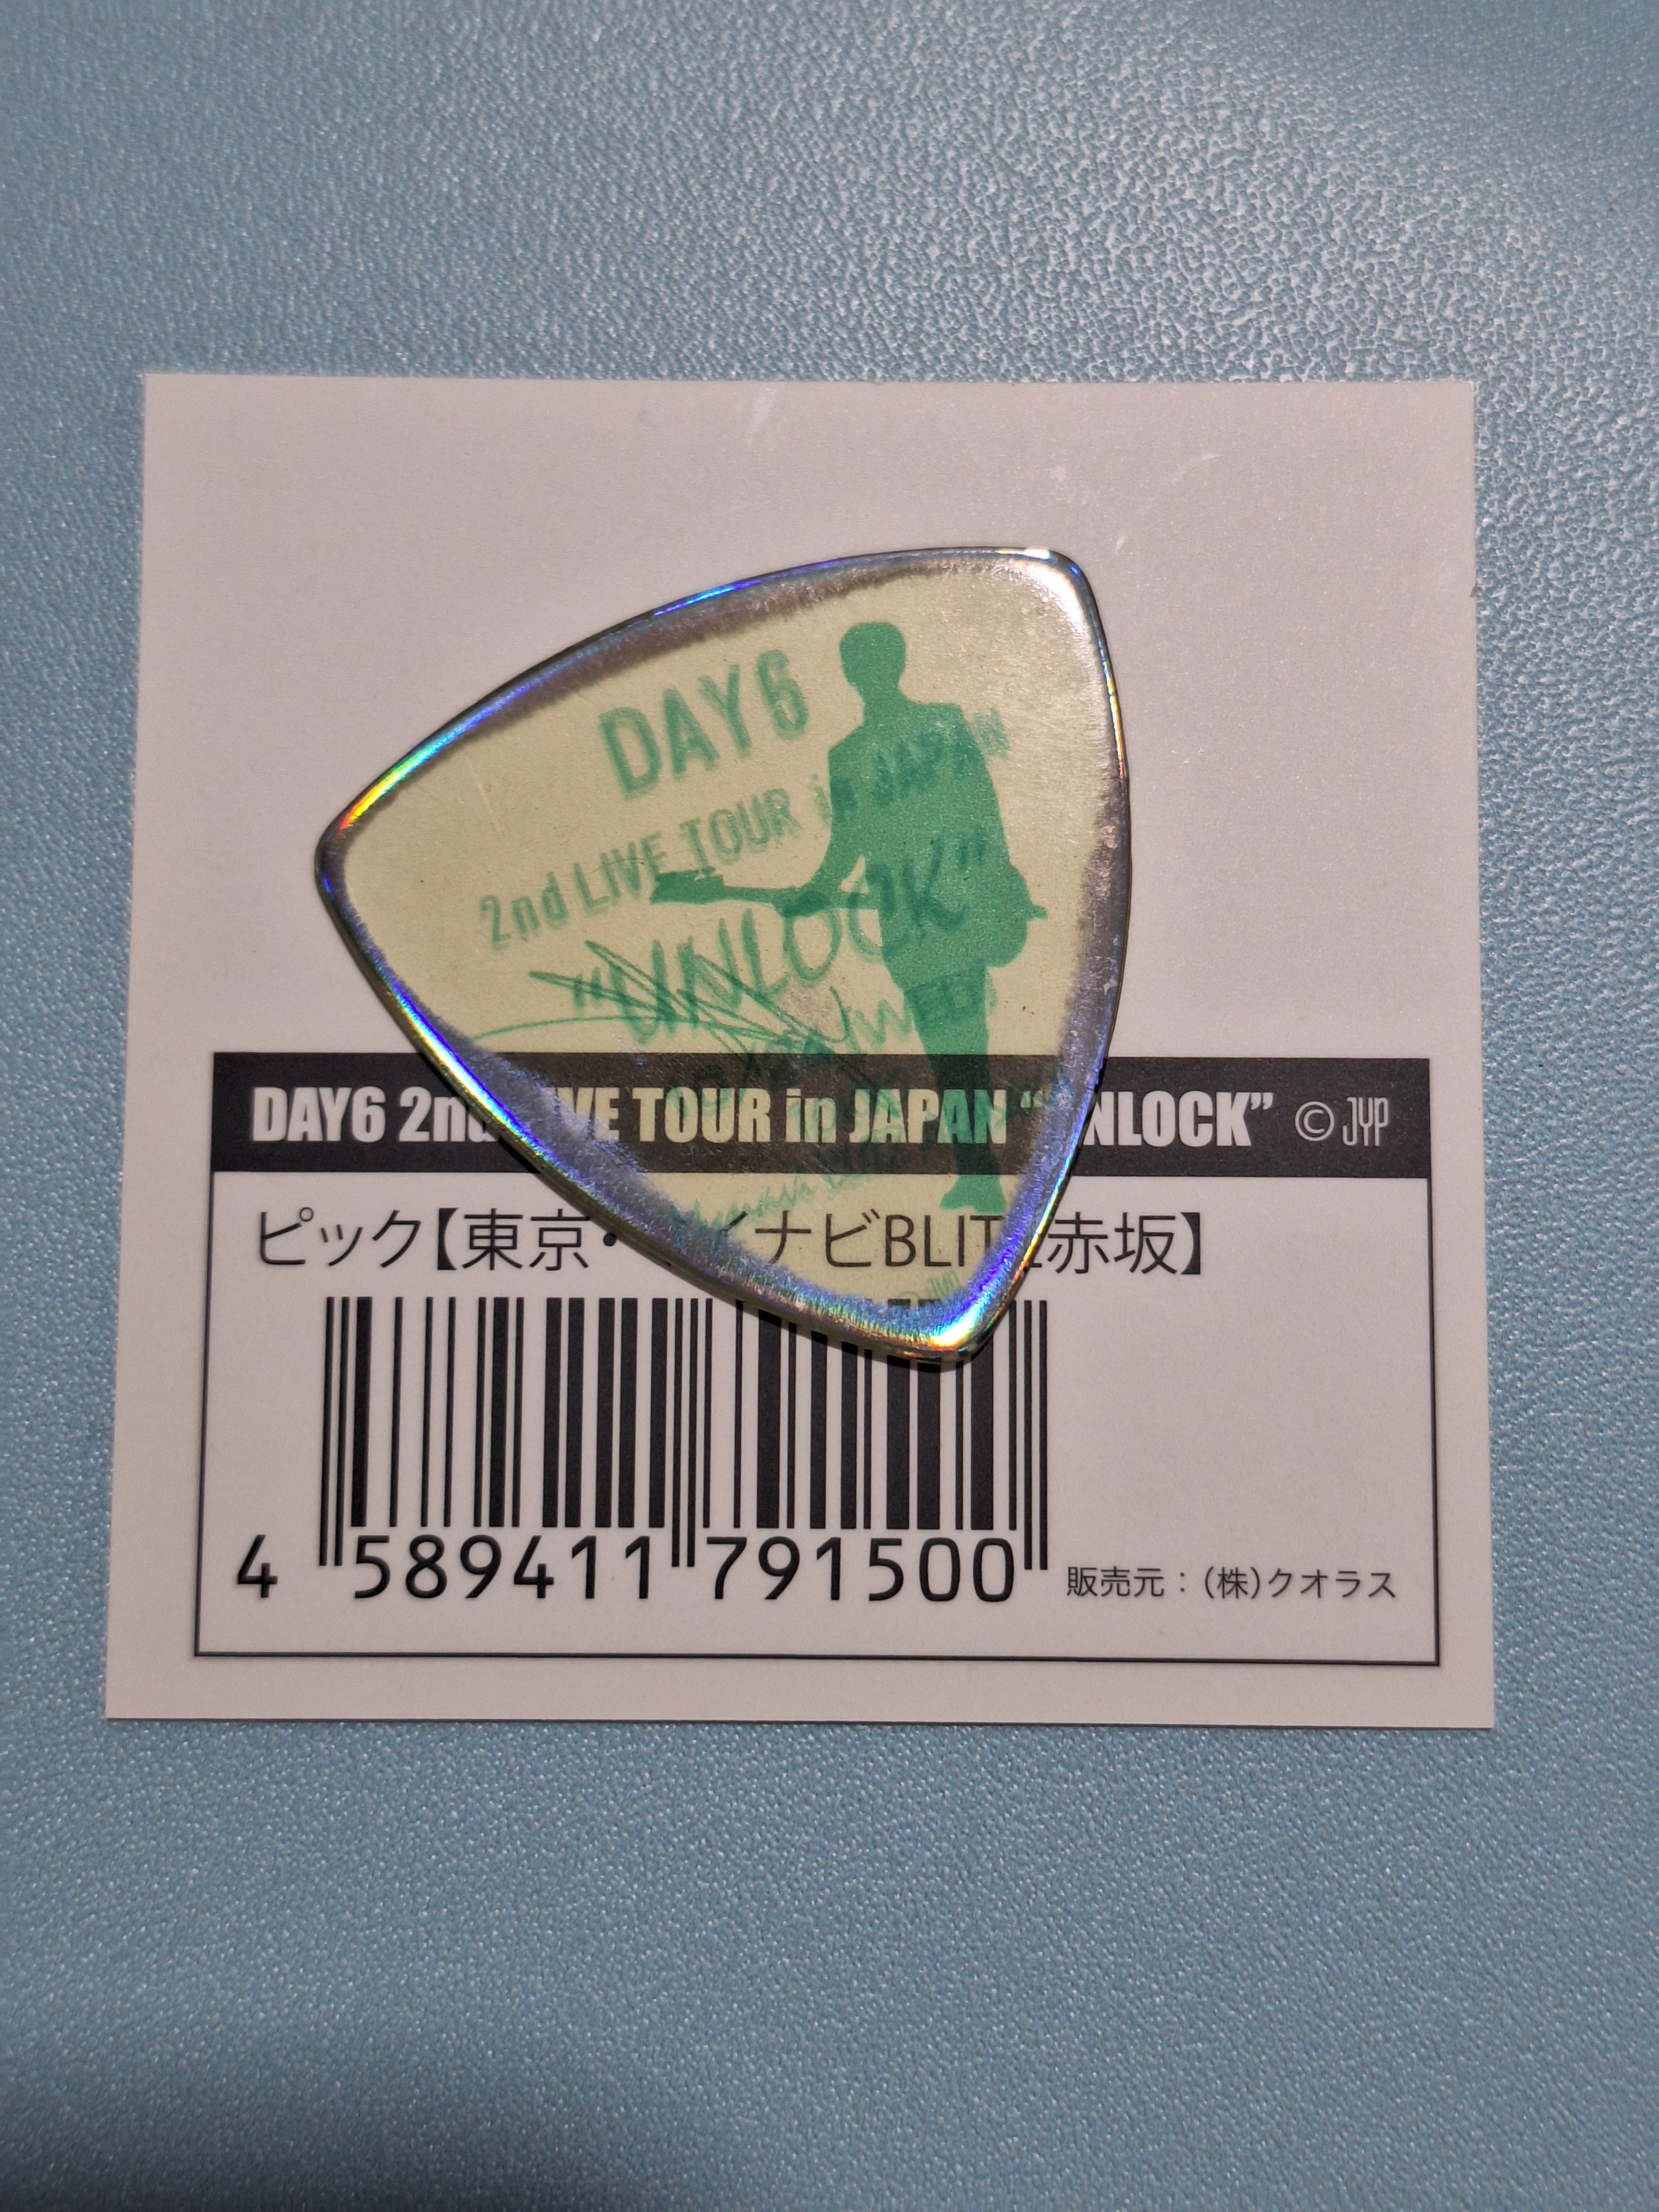 DAY6
2nd LIVE TOUR in JAPAN
"UNLOCK"
DAY6 2nd LIVE TOUR in JAPAN “UNLOCK” © JYP
ピック【東京・マイナビBLITZ赤坂】
4 589411 791500
販売元：(株)クオラス